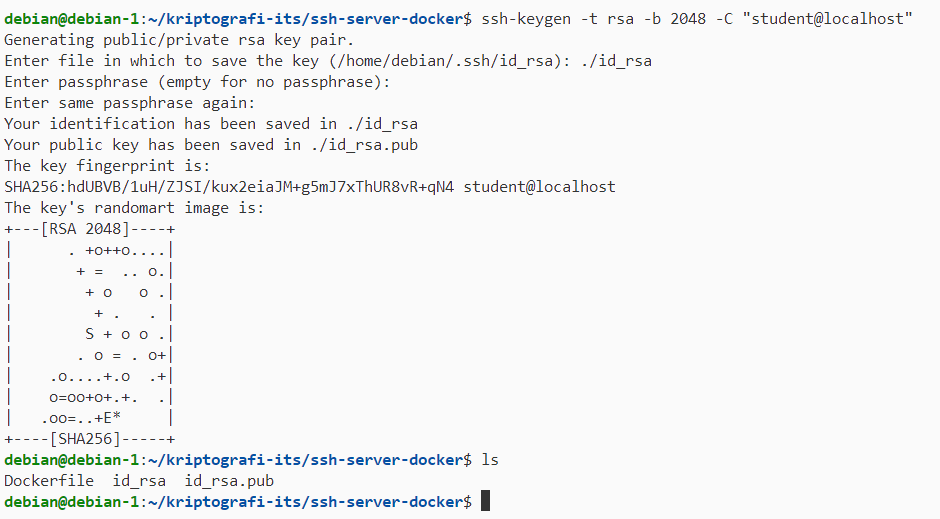 debian@debian-1:~/kriptografi-its/ssh-server-docker$ ssh-keygen -t rsa -b 2048 -C "student@localhost"
Generating public/private rsa key pair.
Enter file in which to save the key (/home/debian/.ssh/id_rsa): ./id_rsa
Enter passphrase (empty for no passphrase):
Enter same passphrase again:
Your identification has been saved in ./id_rsa
Your public key has been saved in ./id_rsa.pub
The key fingerprint is:
SHA256:hdUBVB/1uH/ZJSI/kux2eiaJM+g5mJ7xThUR8vR+qN4 student@localhost
The key's randomart image is:
+---[RSA 2048]----+
|      . +o++o....|
|       + =  .. o.|
|        + o   o .|
|         + .   . |
|        S + o o .|
|       . o = . o+|
|    .o....+.o  .+|
|    o=oo+o+.+.  .|
|   .oo=..+E*     |
+----[SHA256]-----+
debian@debian-1:~/kriptografi-its/ssh-server-docker$ ls
Dockerfile  id_rsa  id_rsa.pub
debian@debian-1:~/kriptografi-its/ssh-server-docker$